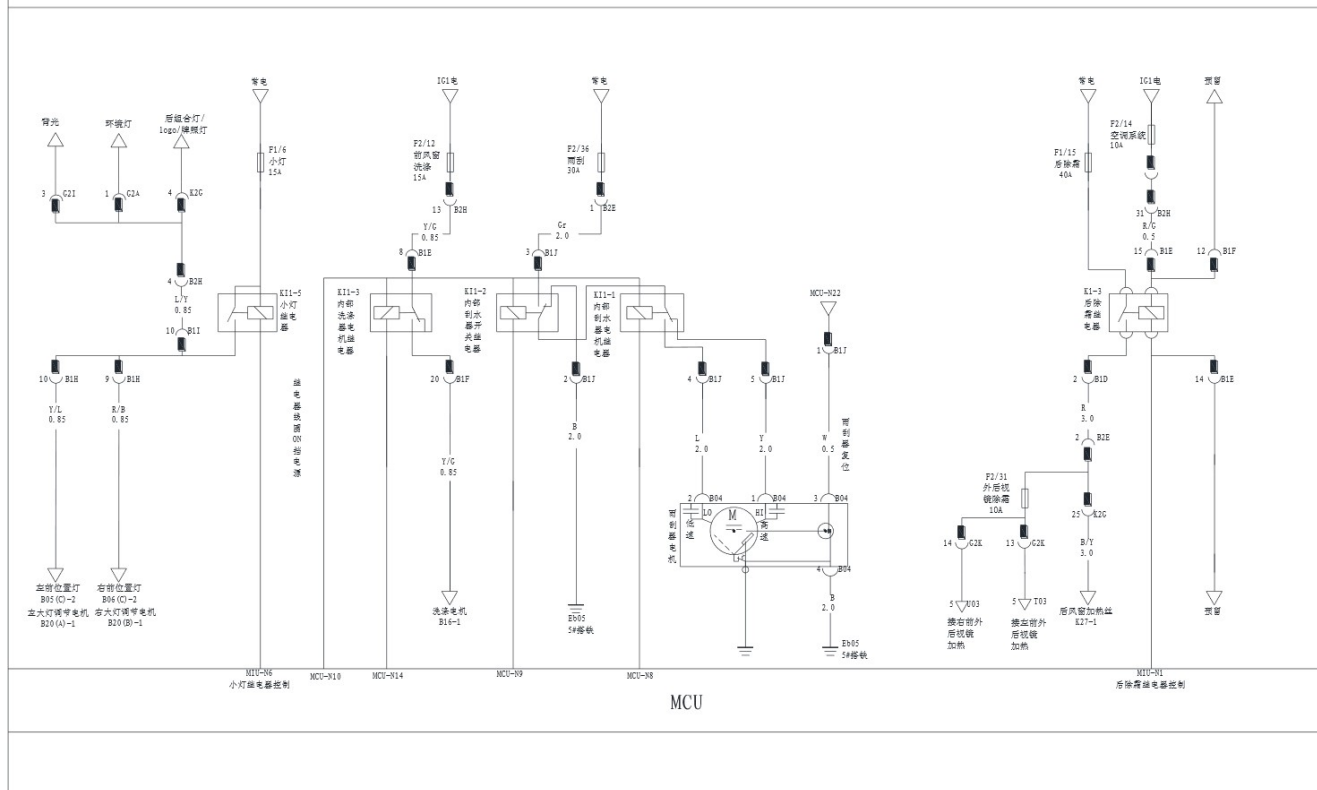 常电
IG1电
常电
常电
IG1电
预留
背光
环境灯
后组合灯/
logo/牌照灯
F1/6
小灯
15A
F2/12
前风窗
洗涤
15A
F2/36
雨刮
30A
F1/15
后除霜
40A
F2/14
空调系统
10A
3
G2I
1
G2A
4
K2G
13
B2H
1
B2E
31
B2H
Y/G
0.85
Gr
2.0
R/G
0.5
8
B1E
3
B1J
15
B1E
12
B1F
4
B2H
L/Y
0.85
10
B1I
KI1-5
小灯
继电
器
KI1-3
内部
洗涤
器电
机继
电器
KI1-2
内部
刮水
器开
关继
电器
KI1-1
内部
刮水
器电
机继
电器
MCU-N22
1
B1J
K1-3
后除
霜继
电器
10
B1H
9
B1H
20
B1F
2
B1J
4
B1J
5
B1J
2
B1D
14
B1E
Y/L
0.85
R/B
0.85
继电器线圈ON挡电源
Y/G
0.85
B
2.0
L
2.0
Y
2.0
W
0.5
雨刮器复位
R
3.0
2
B2E
F2/31
外后视
镜除霜
10A
25
K2G
B/Y
3.0
14
G2K
13
G2K
2
B04
1
B04
3
B04
雨刮器电机
LO
低速
M
HI
高速
4
B04
B
2.0
左前位置灯
B05(C)-2
左大灯调节电机
B20(A)-1
右前位置灯
B06(C)-2
右大灯调节电机
B20(B)-1
洗涤电机
B16-1
Eb05
5#搭铁
Eb05
5#搭铁
5
U03
接右前外
后视镜
加热
5
T03
接左前外
后视镜
加热
后风窗加热丝
K27-1
预留
MIU-N6
小灯继电器控制
MCU-N10
MCU-N14
MCU-N9
MCU-N8
MIU-N1
后除霜继电器控制
MCU